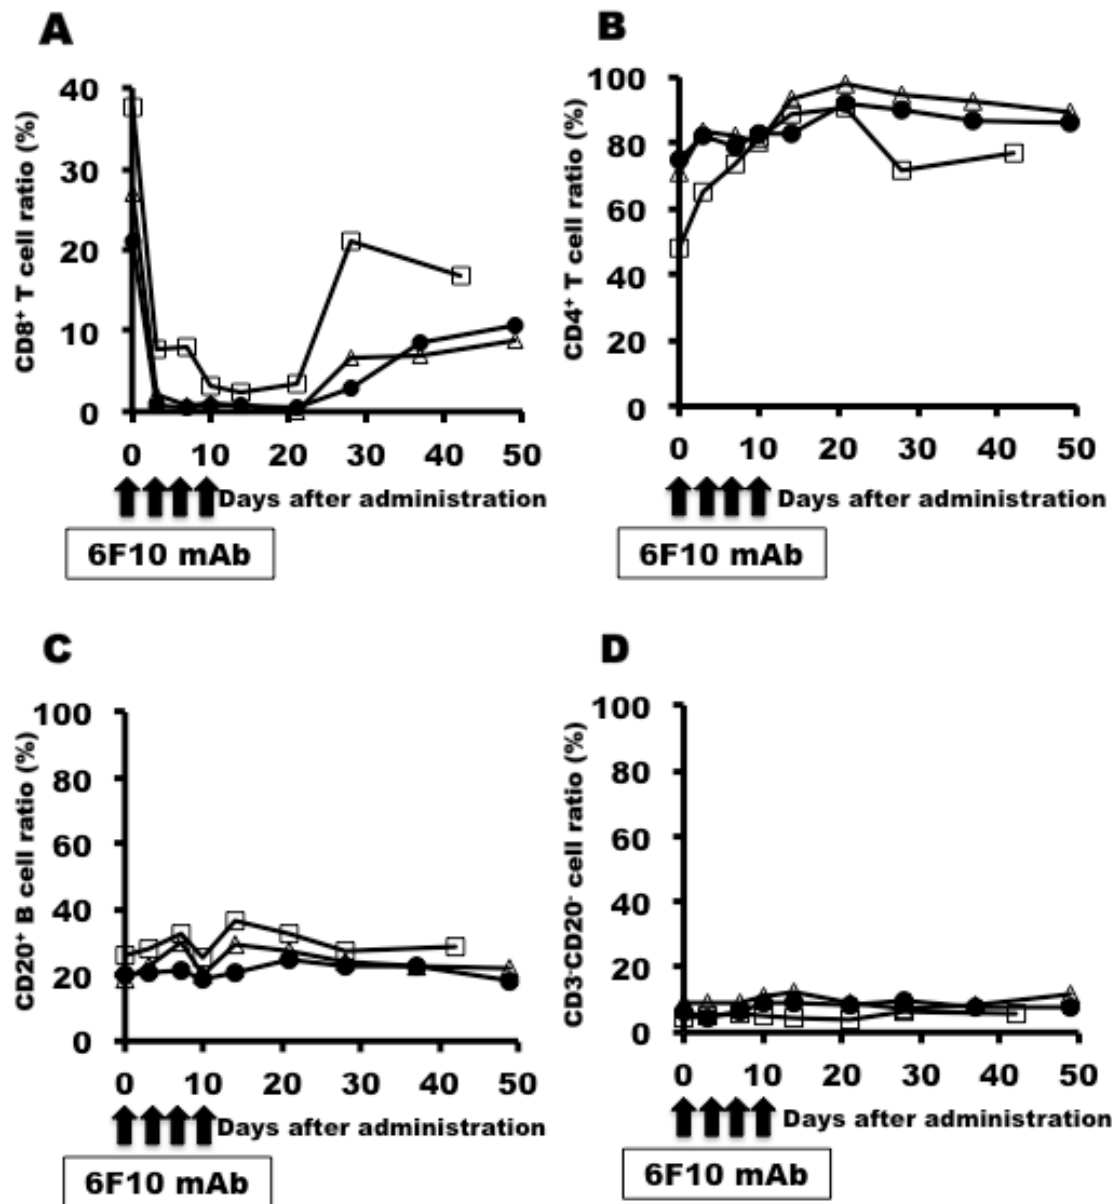 A
CD8⁺ T cell ratio (%)
40
30
20
10
0
0 10 20 30 40 50
Days after administration
6F10 mAb
B
CD4⁺ T cell ratio (%)
100
80
60
40
20
0
0 10 20 30 40 50
Days after administration
6F10 mAb
C
CD20⁺ B cell ratio (%)
100
80
60
40
20
0
0 10 20 30 40 50
Days after administration
6F10 mAb
D
CD3⁻CD20⁻ cell ratio (%)
100
80
60
40
20
0
0 10 20 30 40 50
Days after administration
6F10 mAb